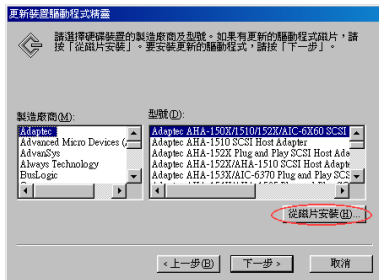 更新裝置驅動程式精靈
請選擇硬碟裝置的製造廠商及型號。如果有更新的驅動程式磁片，請
按「從磁片安裝」。要安裝更新的驅動程式，請按「下一步」。
製造廠商(M):
型號(D):
Adaptec
Advanced Micro Devices (
AdvanSys
Always Technology
BusLogic
Adaptec AHA-150X/1510/152X/AIC-6X60 SCSI
Adaptec AHA-1510 SCSI Host Adapter
Adaptec AHA-152X Plug and Play SCSI Host Ada
Adaptec AHA-152X/AHA-1510 SCSI Host Adapt
Adaptec AHA-153X/AIC-6370 Plug and Play SCS
從磁片安裝(H)...
<上一步(B)
下一步>
取消